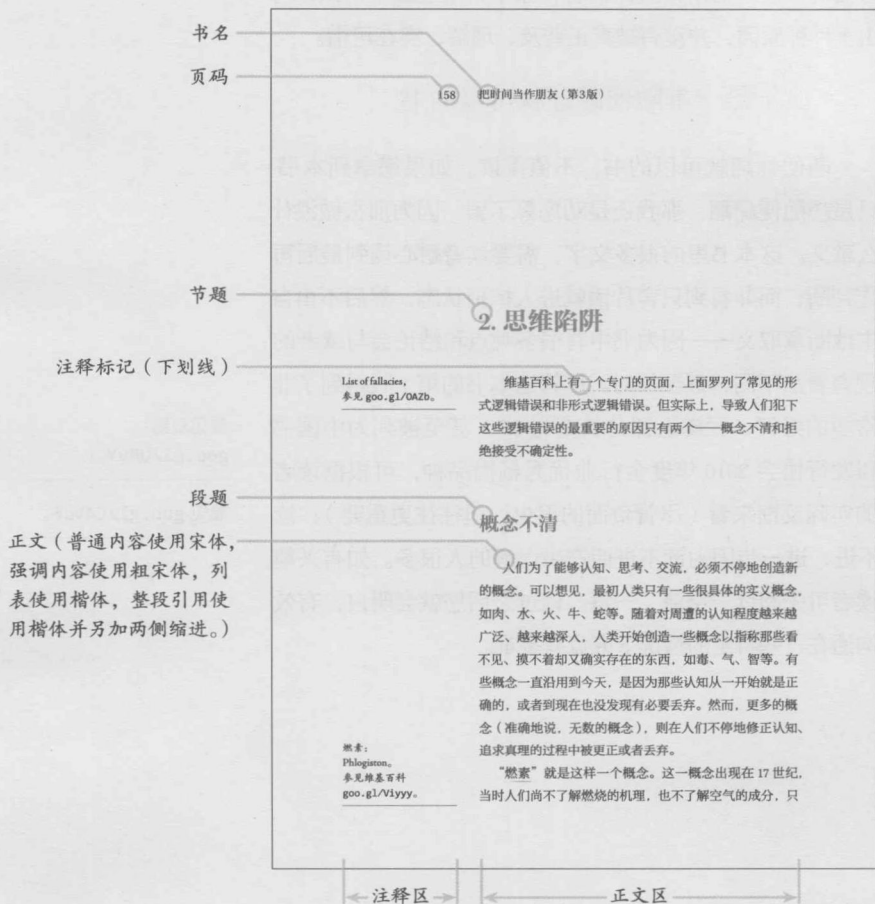 书名
页码
158 把时间当作朋友（第3版）
节题
2. 思维陷阱
注释标记（下划线）
List of fallacies,
参见 goo.gl/OAZb。
维基百科上有一个专门的页面，上面罗列了常见的形
式逻辑错误和非形式逻辑错误。但实际上，导致人们犯下
这些逻辑错误的最重要的原因只有两个——概念不清和拒
绝接受不确定性。
段题
概念不清
正文（普通内容使用宋体，
强调内容使用粗宋体，列
表使用楷体，整段引用使
用楷体并另加两侧缩进。）
人们为了能够认知、思考、交流，必须不停地创造新
的概念。可以想见，最初人类只有一些很具体的实义概念，
如肉、水、火、牛、蛇等。随着对周遭的认知程度越来越
广泛、越来越深入，人类开始创造一些概念以指称那些看
不见、摸不着却又确实存在的东西，如毒、气、智等。有
些概念一直沿用到今天，是因为那些认知从一开始就是正
确的，或者到现在也没发现有必要丢弃。然而，更多的概
念（准确地说，无数的概念），则在人们不停地修正认知、
追求真理的过程中被更正或者丢弃。
燃素：
Phlogiston。
参见维基百科
goo.gl/Viyyy。
“燃素”就是这样一个概念。这一概念出现在 17 世纪，
当时人们尚不了解燃烧的机理，也不了解空气的成分，只
注释区
正文区